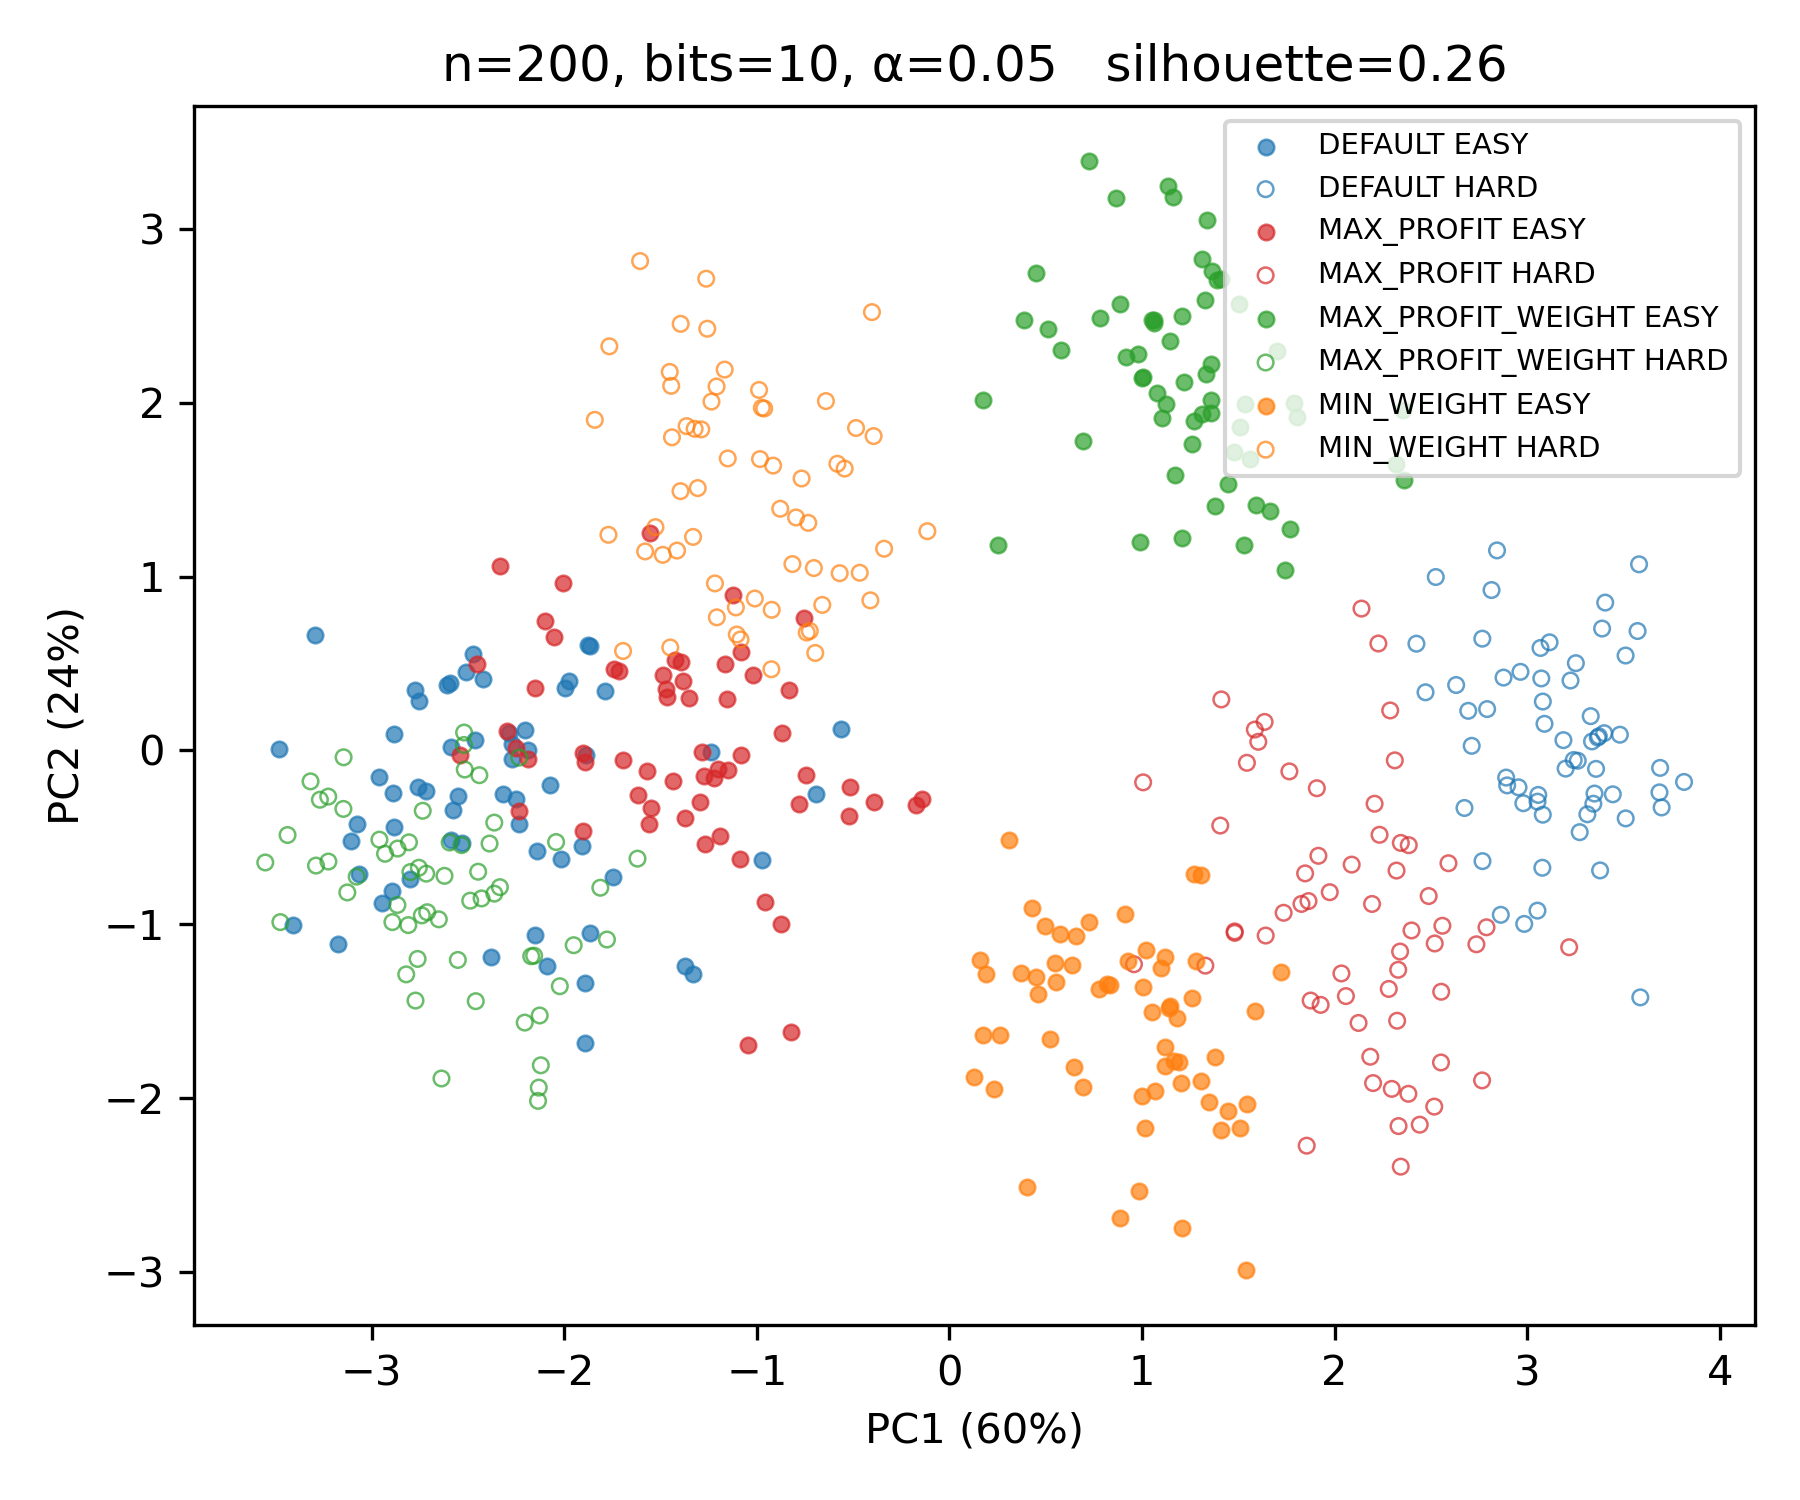 n=200, bits=10, α=0.05   silhouette=0.26
DEFAULT EASY
DEFAULT HARD
MAX_PROFIT EASY
MAX_PROFIT HARD
MAX_PROFIT_WEIGHT EASY
MAX_PROFIT_WEIGHT HARD
MIN_WEIGHT EASY
MIN_WEIGHT HARD
PC2 (24%)
3
2
1
0
−1
−2
−3
−3
−2
−1
0
1
2
3
4
PC1 (60%)